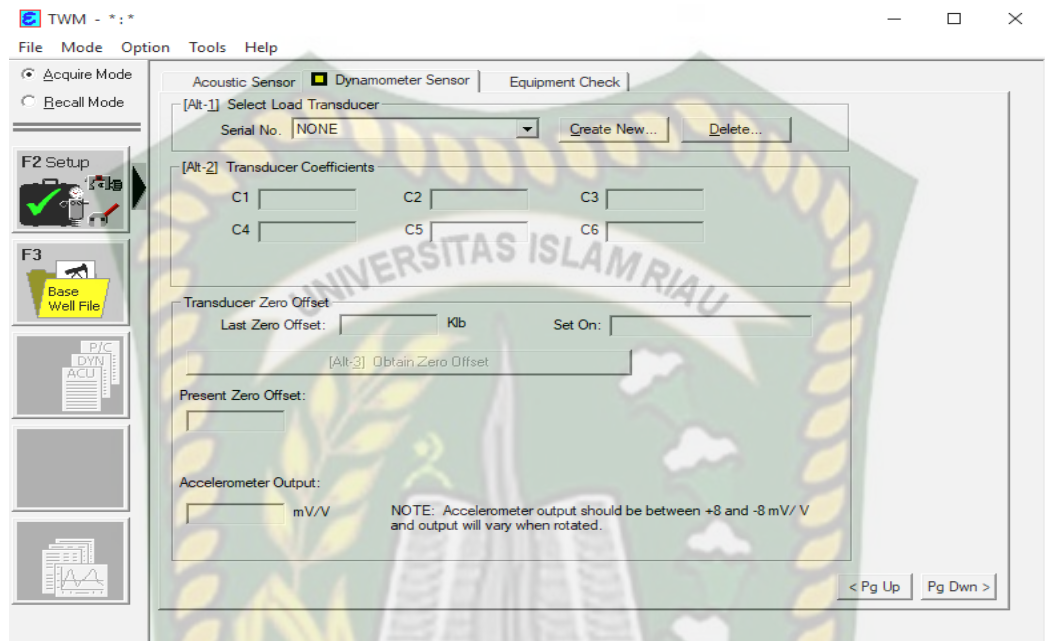 TWM - *:*
File Mode Option Tools Help
Acquire Mode
Recall Mode
F2 Setup
F3
Base
Well File
P/C
DYN
ACU
Acoustic Sensor Dynamometer Sensor Equipment Check
[Alt-1] Select Load Transducer
Serial No. NONE Create New... Delete...
[Alt-2] Transducer Coefficients
C1 C2 C3
C4 C5 C6
UNIVERSITAS ISLAM RIAU
Transducer Zero Offset
Last Zero Offset: Klb Set On:
[Alt-3] Obtain Zero Offset
Present Zero Offset:
Accelerometer Output:
mV/V NOTE: Accelerometer output should be between +8 and -8 mV/ V
and output will vary when rotated.
< Pg Up Pg Dwn >